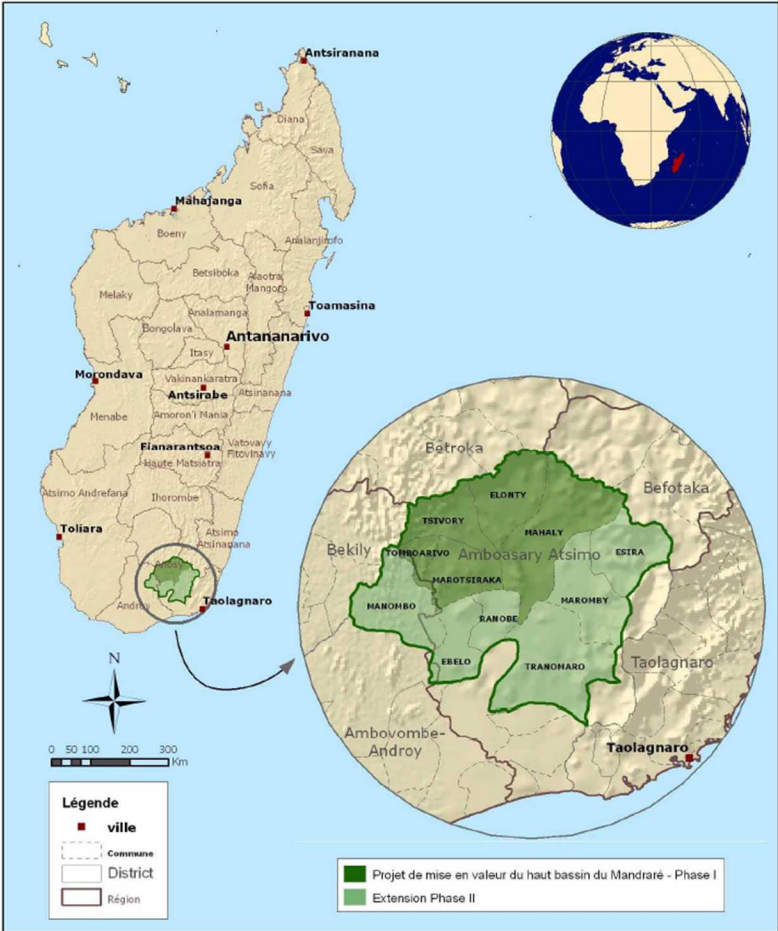 Antsiranana
Diana
Sava
Sofia
Mahajanga
Boeny
Analanjirofo
Betsiboka
Alaotra
Mangoro
Melaky
Toamasina
Analamanga
Bongolava
Antananarivo
Itasy
Morondava
Vakinankaratra
Antsirabe
Atsinanana
Menabe
Amoron'i Mania
Fianarantsoa
Vatovavy
Fitovinavy
Haute Matsiatra
Atsimo Andrefana
Ihorombe
Toliara
Atsimo
Atsinanana
Anosy
Androy
Taolagnaro
N
0 50 100 200 300
Km
Betroka
Befotaka
ELONTY
TSIVORY
MAHALY
Bekily
TOMBOARIVO
Amboasary Atsimo
ESIRA
MAROTSIRAKA
MANOMBO
MAROMBY
RANOBE
EBELO
TRANOMARO
Taolagnaro
Ambovombe-
Androy
Taolagnaro
Légende
ville
Commune
District
Région
Projet de mise en valeur du haut bassin du Mandraré - Phase I
Extension Phase II